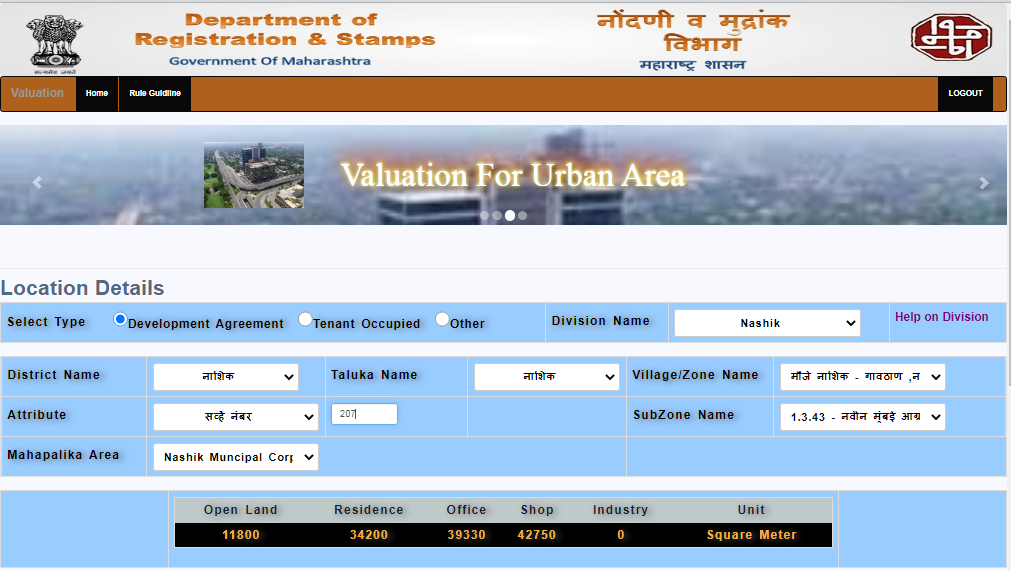 Department of
Registration & Stamps
Government Of Maharashtra
नोंदणी व मुद्रांक
विभाग
महाराष्ट्र शासन
सत्यमेव जयते
Valuation Home Rule Guidline LOGOUT
Valuation For Urban Area
Location Details
Select Type Development Agreement Tenant Occupied Other Division Name Nashik Help on Division
District Name नाशिक Taluka Name नाशिक Village/Zone Name मौजे नाशिक - गावठाण ,न
Attribute सर्व्हे नंबर 207 SubZone Name 1.3.43 - नवीन मुंबई आग्र
Mahapalika Area Nashik Muncipal Corp
Open Land Residence Office Shop Industry Unit
11800 34200 39330 42750 0 Square Meter